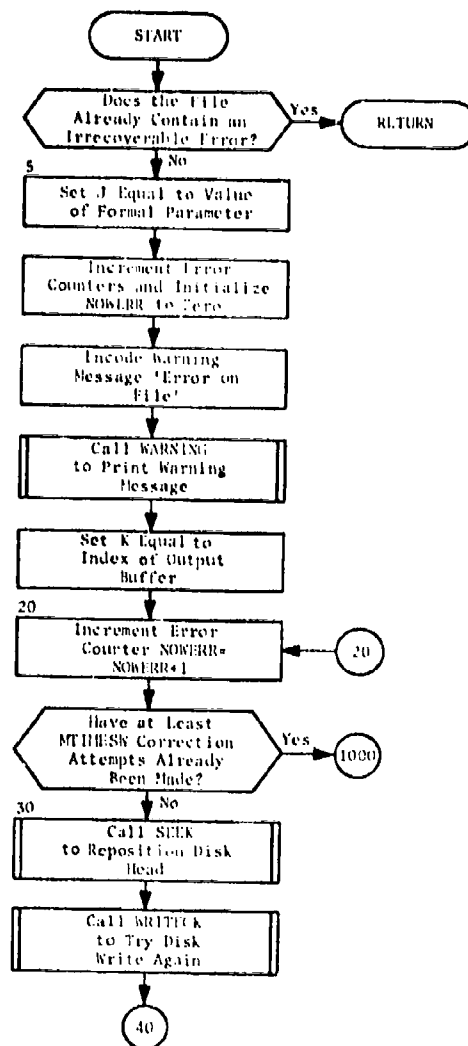 START
Does the File
Already Contain an
Irrecoverable Error?
Yes
RETURN
No
5
Set J Equal to Value
of Formal Parameter
Increment Error
Counters and Initialize
NOWERR to Zero
Encode Warning
Message 'Error on
File'
Call WARNING
to Print Warning
Message
Set K Equal to
Index of Output
Buffer
20
Increment Error
Couter NOWERR=
NOWERR+1
20
Have at Least
MTIMESW Correction
Attempts Already
Been Made?
Yes
1000
No
30
Call SEEK
to Reposition Disk
Head
Call WRITECK
to Try Disk
Write Again
40